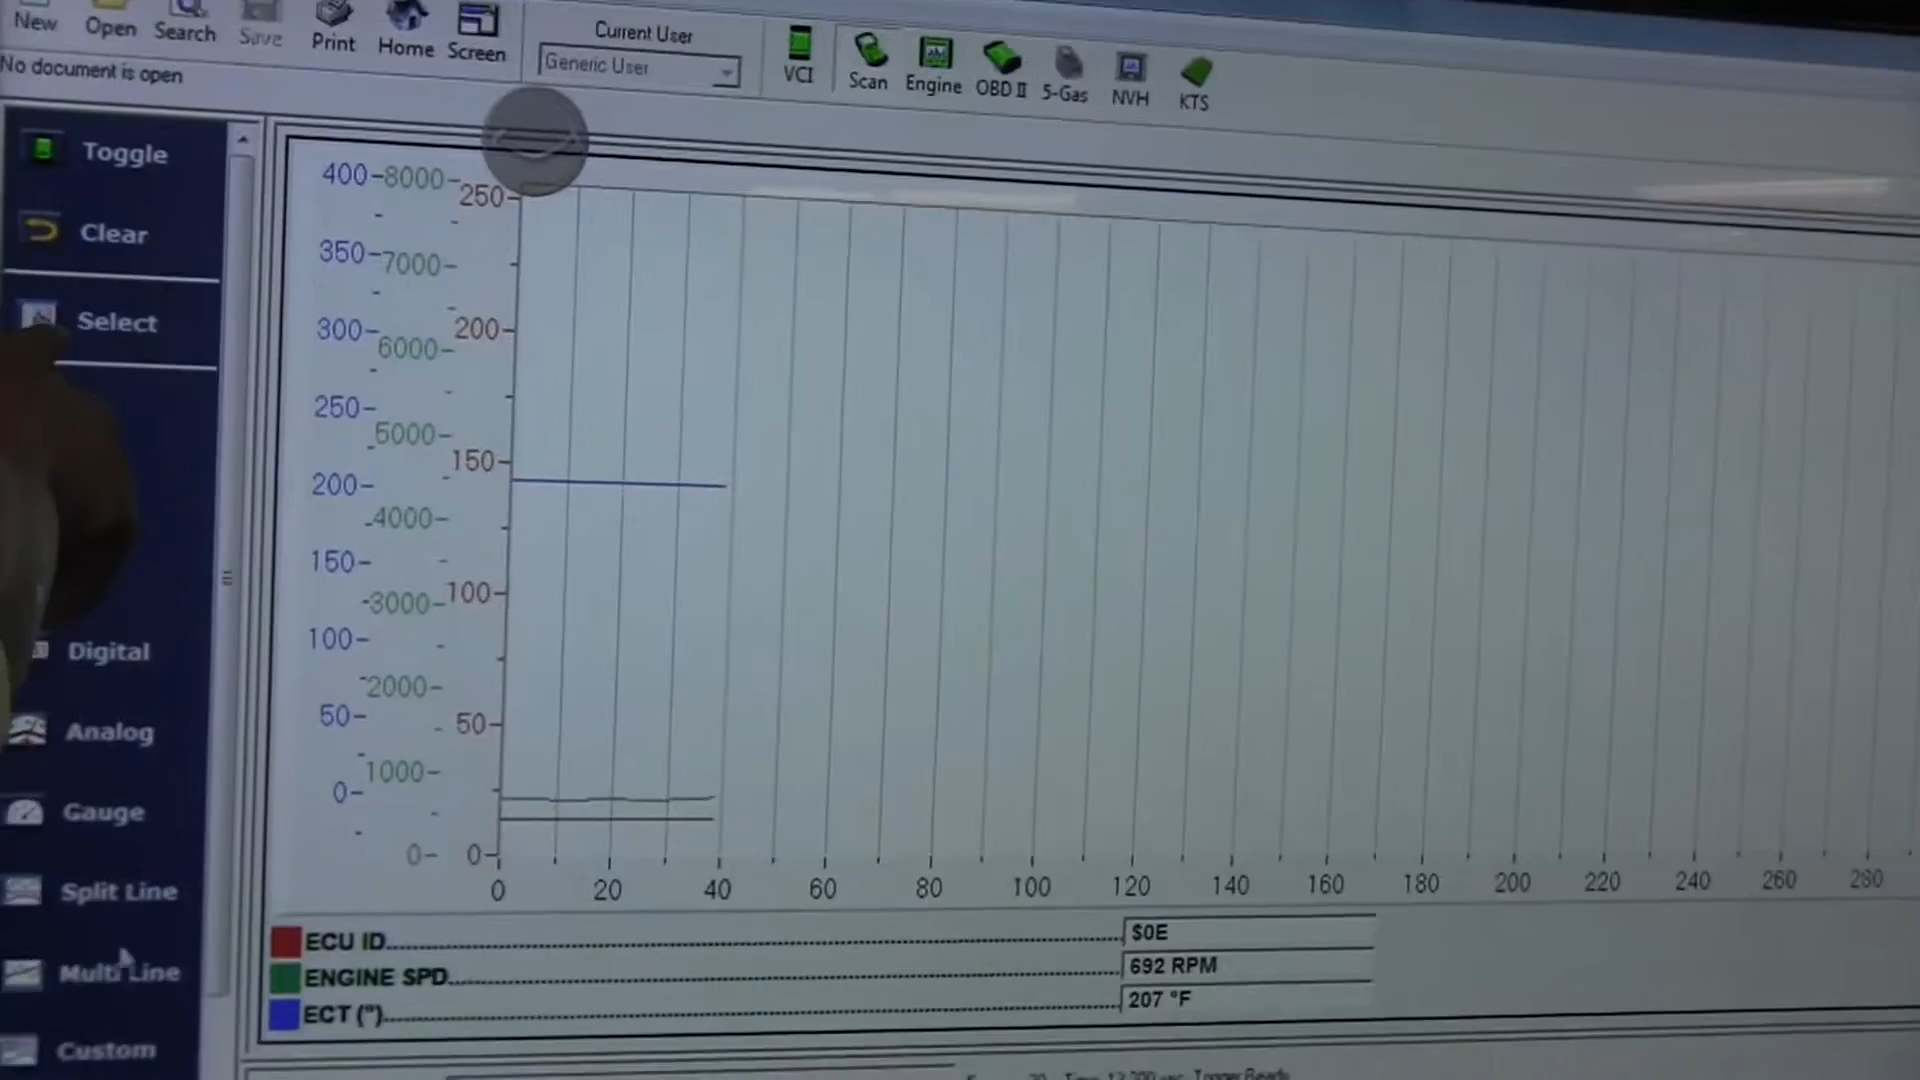 New Open Search Save Print Home Screen
Current User
Generic User
VCI Scan Engine OBD II 5-Gas NVH KTS
No document is open
Toggle
Clear
Select
Digital
Analog
Gauge
Split Line
Multi Line
Custom
400 8000 250
350 7000
300 6000 200
250 5000
150
200 4000
150 3000 100
100 2000
50 50
1000
0 0 0
0 20 40 60 80 100 120 140 160 180 200 220 240 260 280
ECU ID $0E
ENGINE SPD 692 RPM
ECT (°) 207 °F